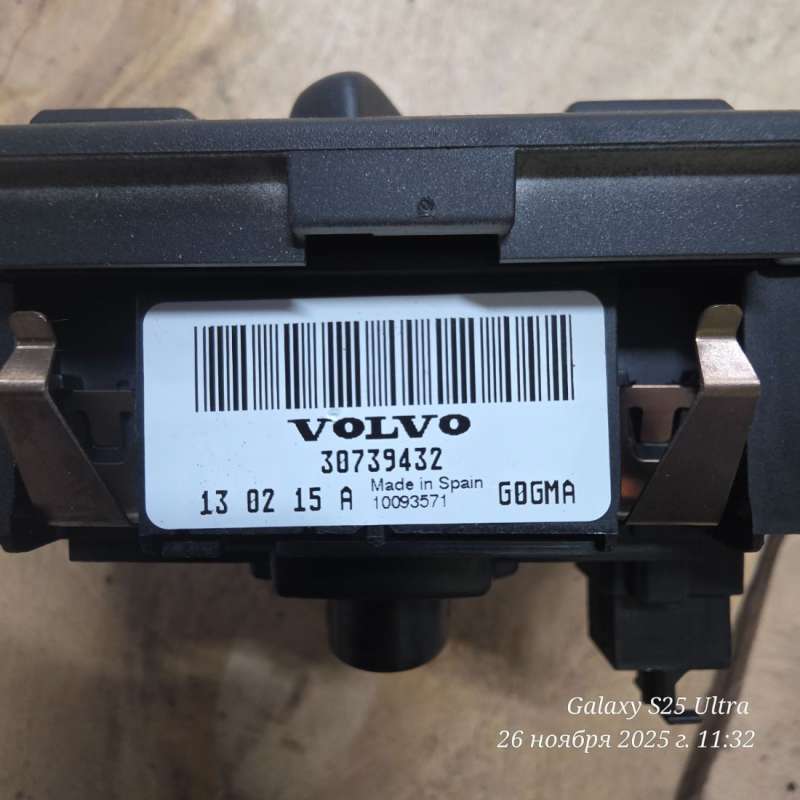 VOLVO
30739432
13 02 15 A Made in Spain G0GMA
10093571
Galaxy S25 Ultra
26 ноября 2025 г. 11:32